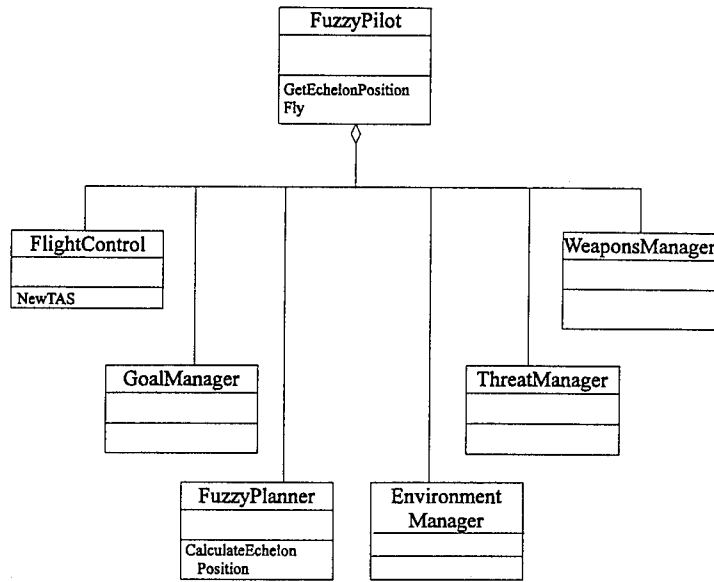 FuzzyPilot
GetEchelonPosition
Fly
FlightControl
NewTAS
WeaponsManager
GoalManager
ThreatManager
FuzzyPlanner
CalculateEchelon
Position
Environment
Manager